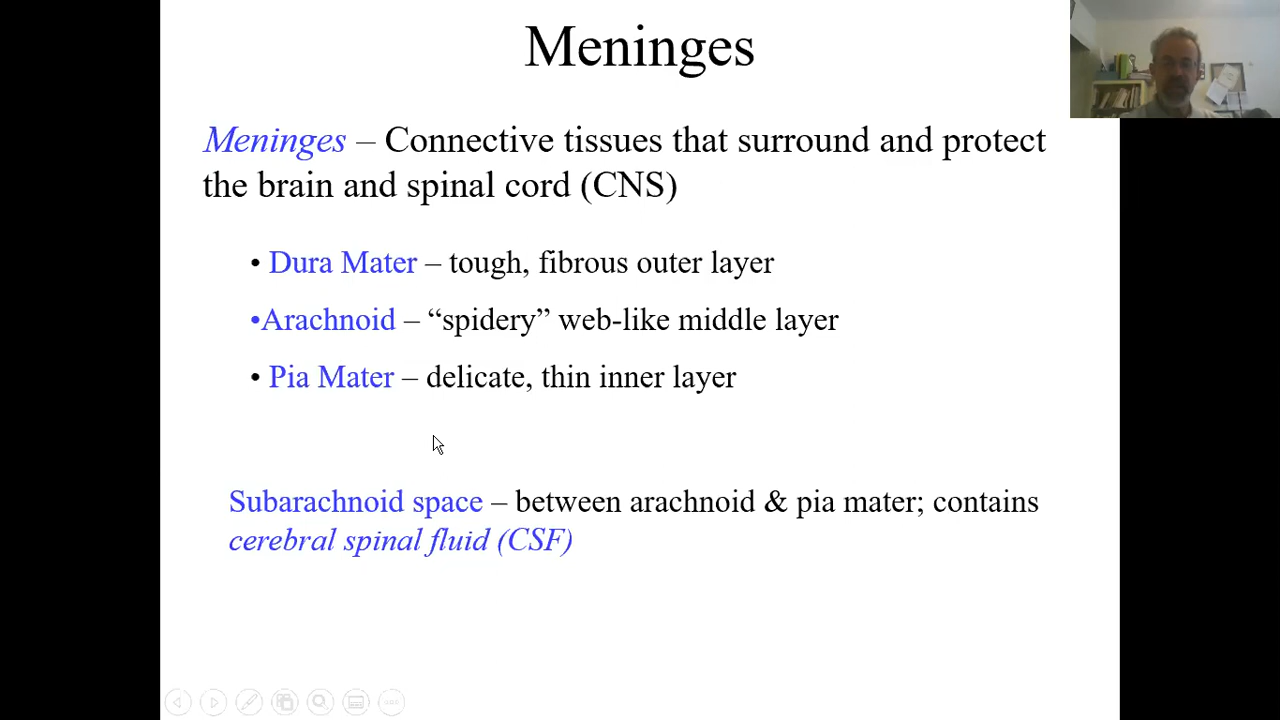 Meninges
Meninges – Connective tissues that surround and protect
the brain and spinal cord (CNS)
• Dura Mater – tough, fibrous outer layer
•Arachnoid – “spidery” web-like middle layer
• Pia Mater – delicate, thin inner layer
Subarachnoid space – between arachnoid & pia mater; contains
cerebral spinal fluid (CSF)